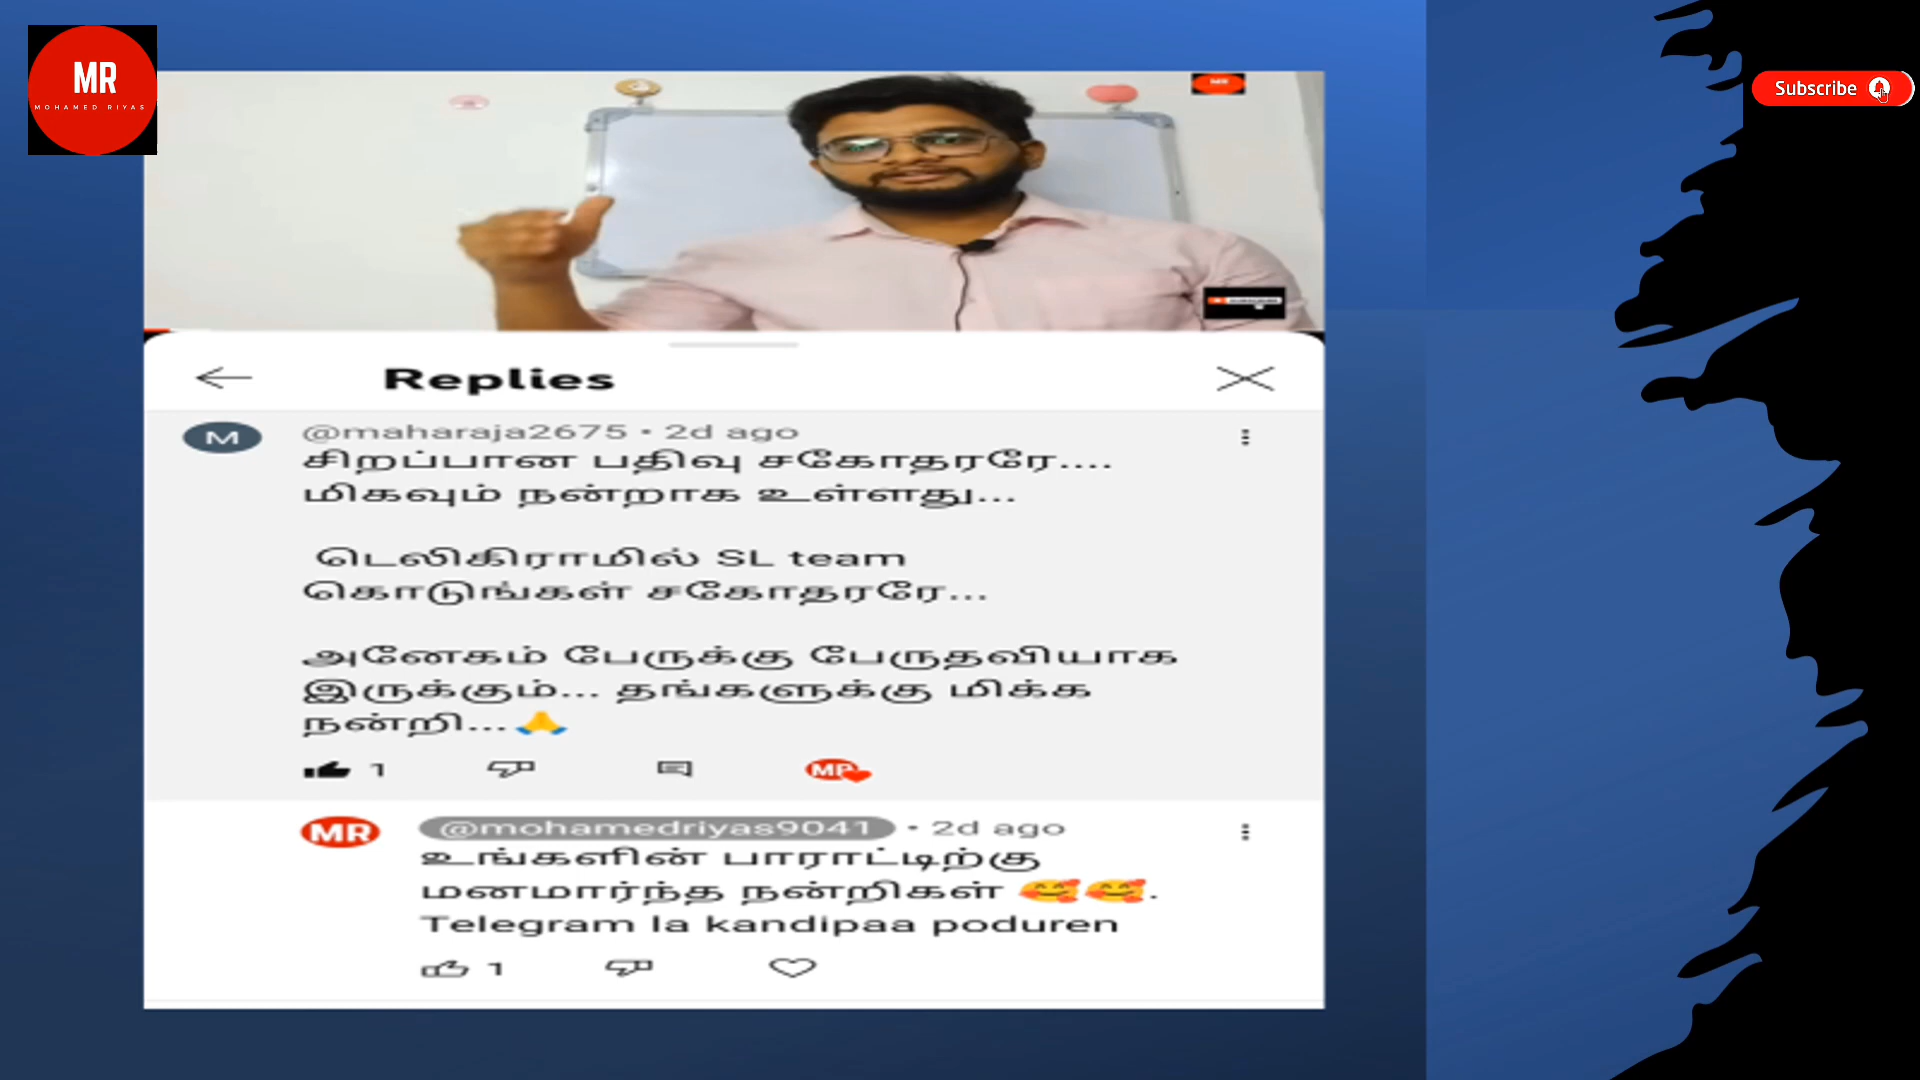 MR
MOHAMED RIYAS
Subscribe
MR
Replies
M
@maharaja2675 • 2d ago
சிறப்பான பதிவு சகோதரரே....
மிகவும் நன்றாக உள்ளது...
டெலிகிராமில் SL team
கொடுங்கள் சகோதரரே...
அனேகம் பேருக்கு பேருதவியாக
இருக்கும்... தங்களுக்கு மிக்க
நன்றி...🙏
1
MR
MR
@mohamedriyas9041 • 2d ago
உங்களின் பாராட்டிற்கு
மனமார்ந்த நன்றிகள் 🥰🥰.
Telegram la kandipaa poduren
1